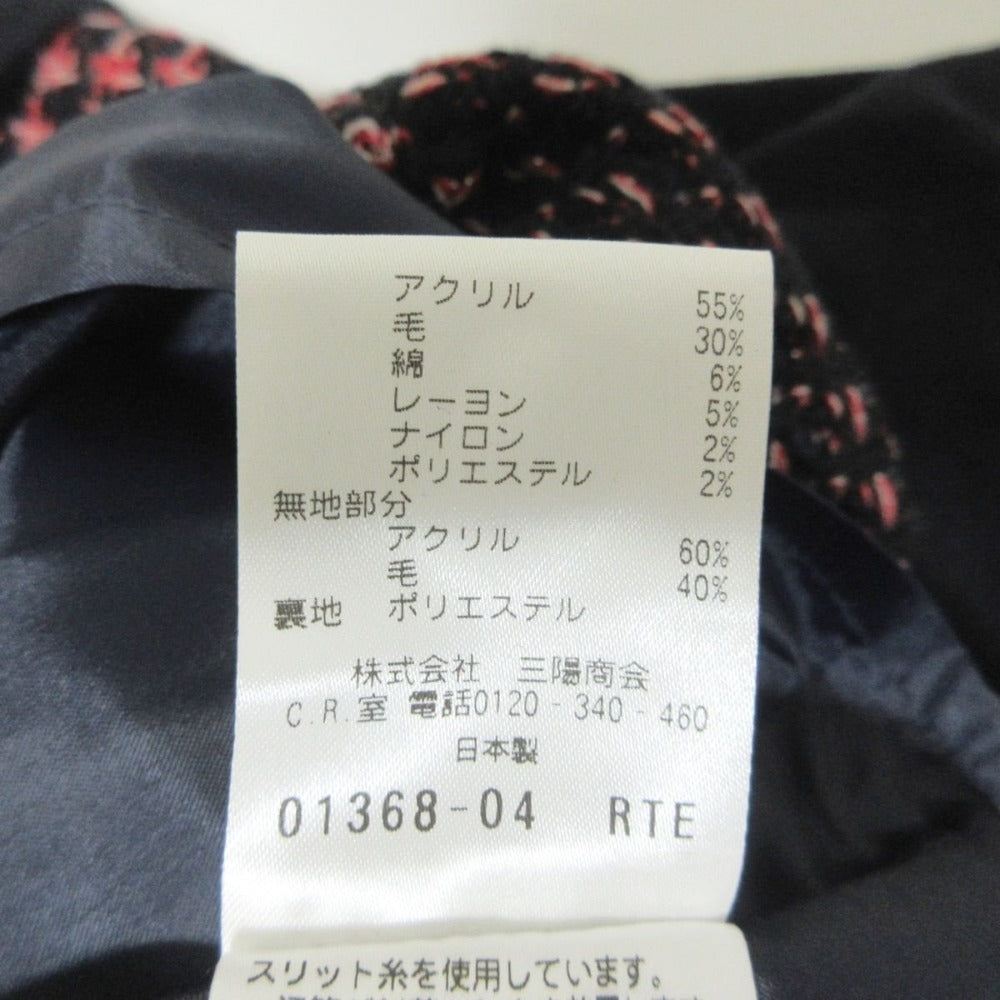 アクリル 55%
毛 30%
綿 6%
レーヨン 5%
ナイロン 2%
ポリエステル 2%
無地部分
アクリル 60%
毛 40%
裏地 ポリエステル
株式会社 三陽商会
C.R.室 電話0120-340-460
日本製
01368-04 RTE
スリット糸を使用しています。